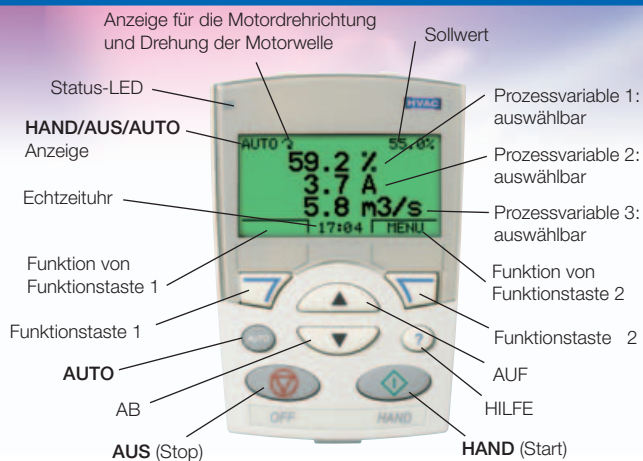 Anzeige für die Motordrehrichtung
und Drehung der Motorwelle
Sollwert
Status-LED
HVAC
HAND/AUS/AUTO
Anzeige
Prozessvariable 1:
auswählbar
AUTO 55.0%
59.2 %
3.7 A
5.8 m3/s
17:04 MENU
Prozessvariable 2:
auswählbar
Echtzeituhr
Prozessvariable 3:
auswählbar
Funktion von
Funktionstaste 1
Funktion von
Funktionstaste 2
Funktionstaste 1
Funktionstaste 2
AUTO
?
AUTO
AUF
AB
HILFE
OFF
HAND
AUS (Stop)
HAND (Start)